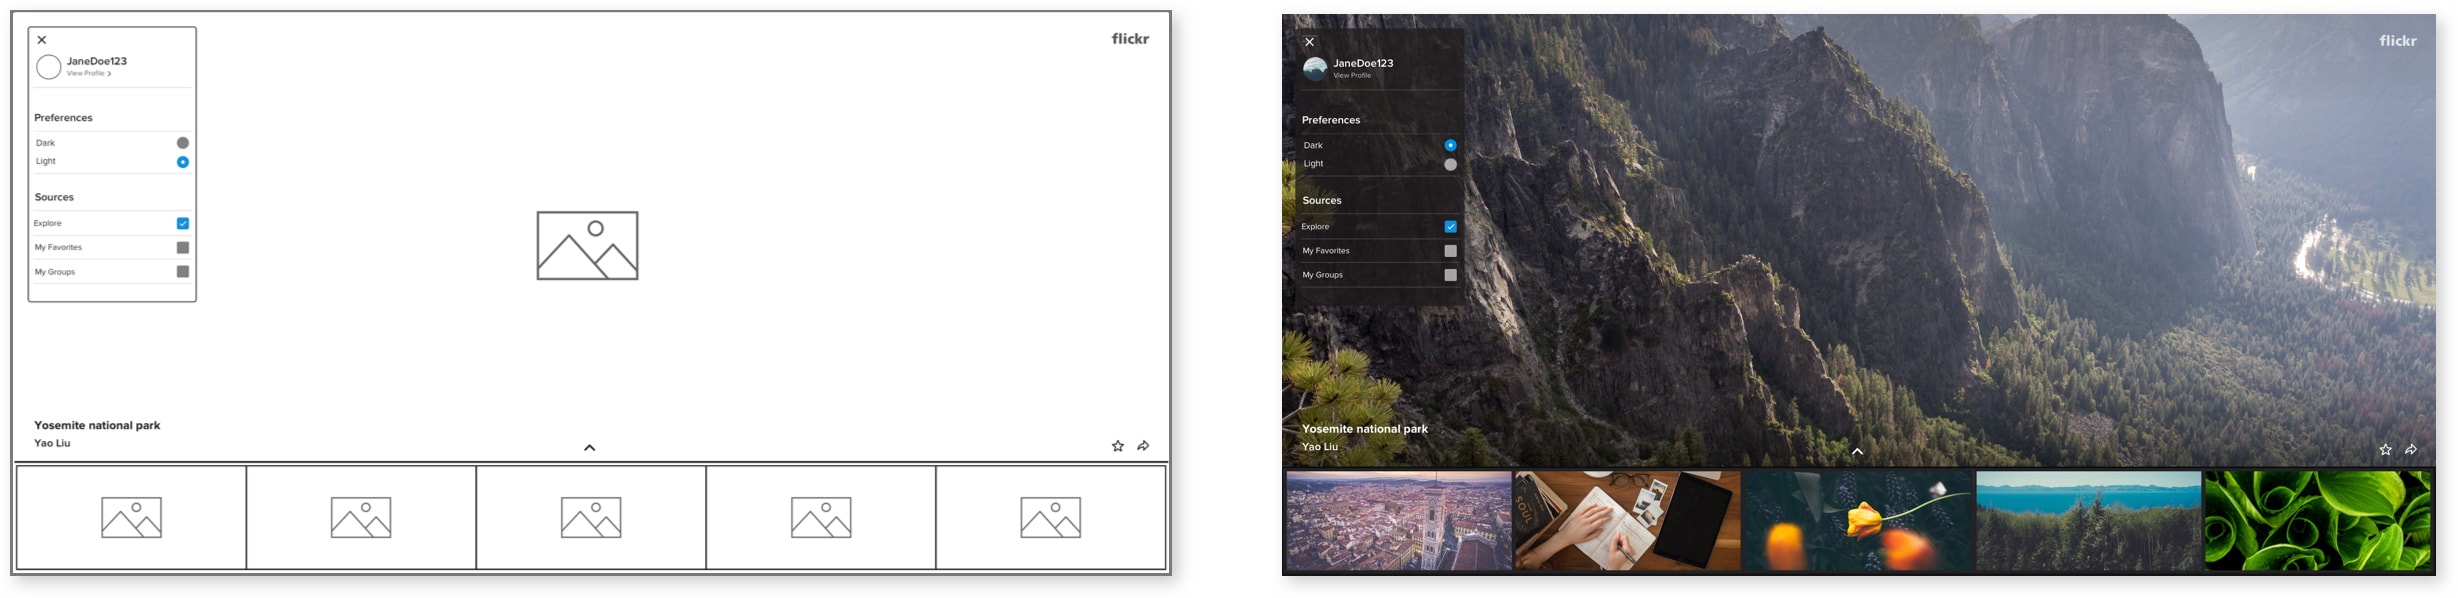 flickr
JaneDoe123
View Profile
Preferences
Dark
Light
Sources
Explore
My Favorites
My Groups
Yosemite national park
Yao Liu
flickr
JaneDoe123
View Profile
Preferences
Dark
Light
Sources
Explore
My Favorites
My Groups
Yosemite national park
Yao Liu
SOUL